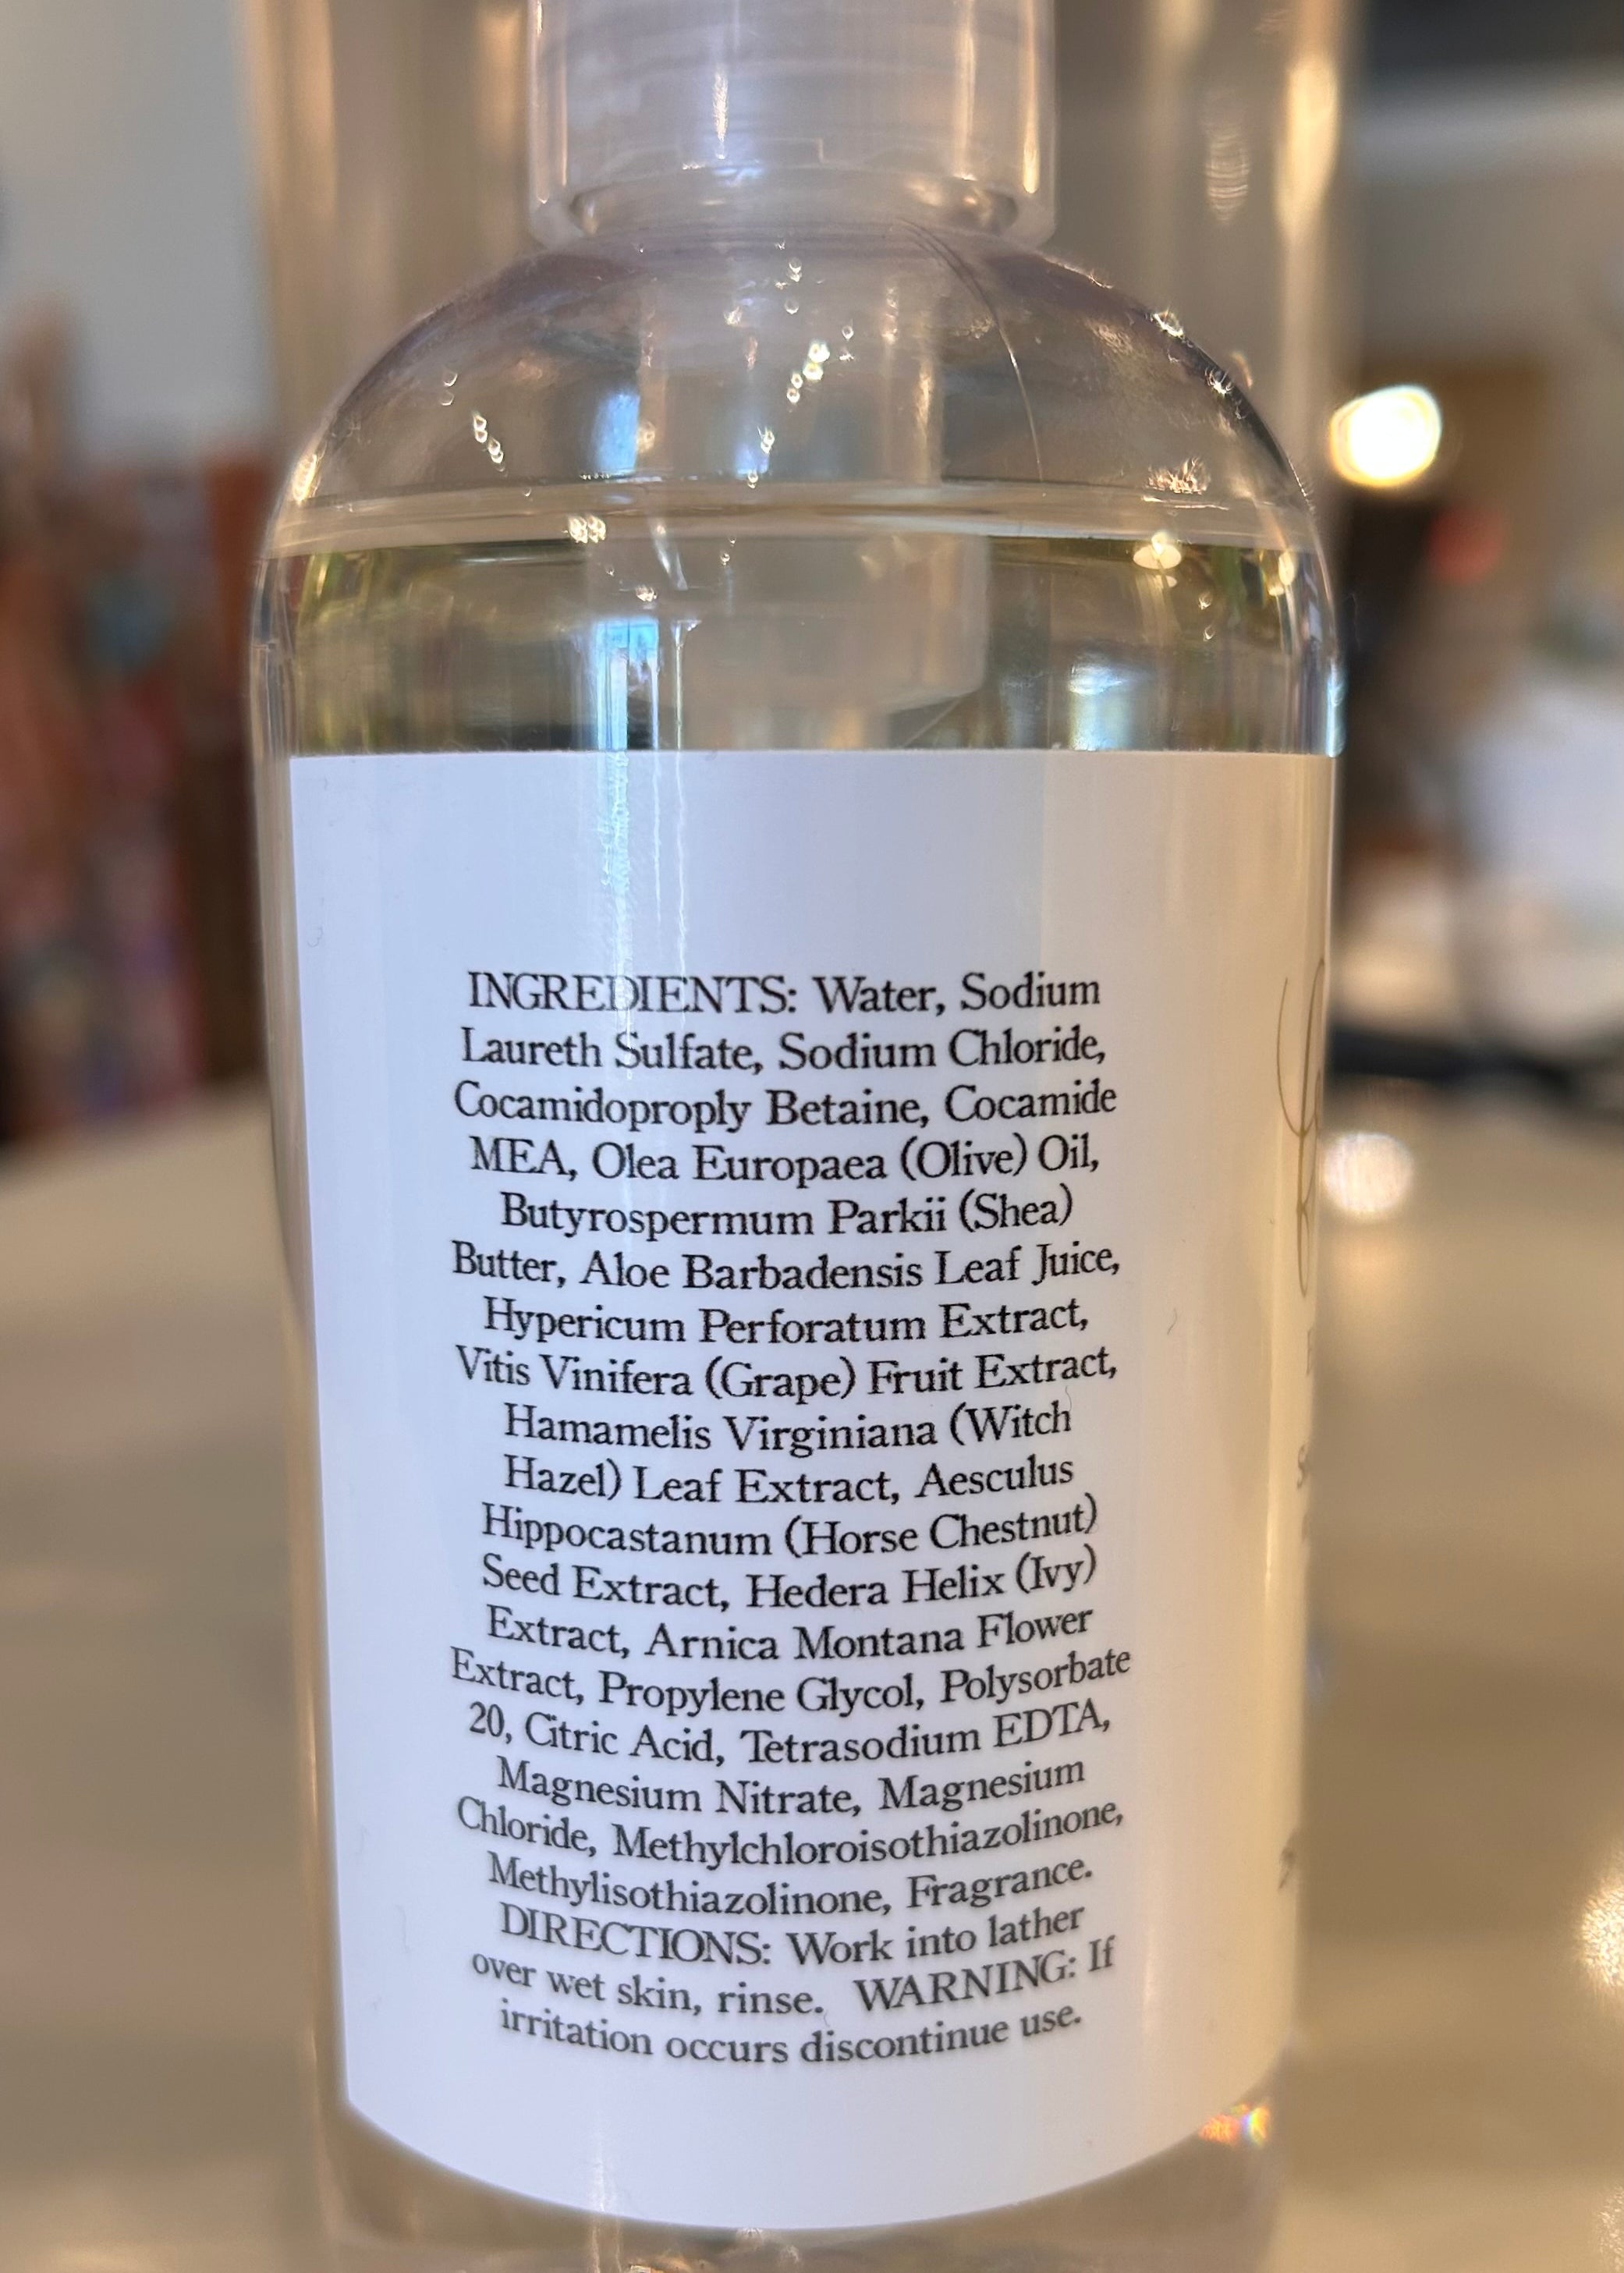 INGREDIENTS: Water, Sodium
Laureth Sulfate, Sodium Chloride,
Cocamidoproply Betaine, Cocamide
MEA, Olea Europaea (Olive) Oil,
Butyrospermum Parkii (Shea)
Butter, Aloe Barbadensis Leaf Juice,
Hypericum Perforatum Extract,
Vitis Vinifera (Grape) Fruit Extract,
Hamamelis Virginiana (Witch
Hazel) Leaf Extract, Aesculus
Hippocastanum (Horse Chestnut)
Seed Extract, Hedera Helix (Ivy)
Extract, Arnica Montana Flower
Extract, Propylene Glycol, Polysorbate
20, Citric Acid, Tetrasodium EDTA,
Magnesium Nitrate, Magnesium
Chloride, Methylchloroisothiazolinone,
Methylisothiazolinone, Fragrance.
DIRECTIONS: Work into lather
over wet skin, rinse. WARNING: If
irritation occurs discontinue use.